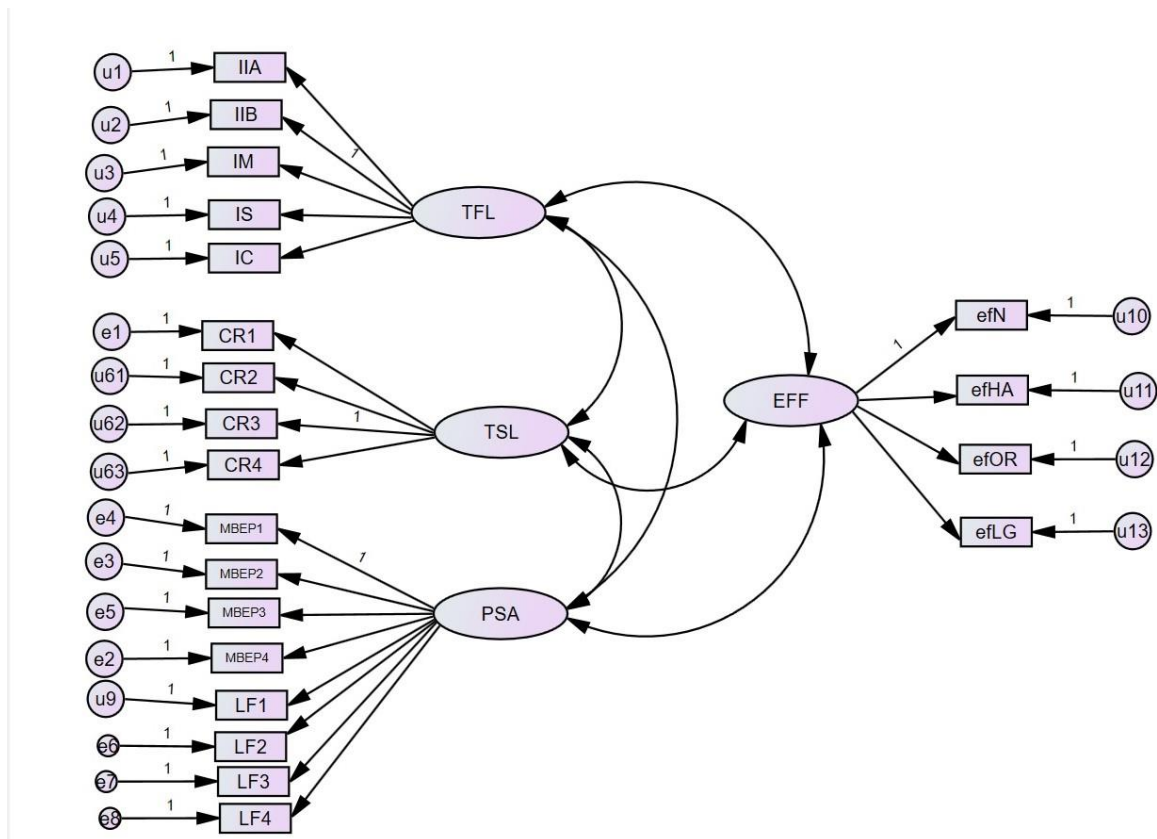 u1 1 IIA
u2 1 IIB
u3 1 IM
u4 1 IS
u5 1 IC
1
TFL
e1 1 CR1
u61 1 CR2
u62 1 CR3
u63 1 CR4
1
TSL
e4 1 MBEP1
e3 1 MBEP2
e5 1 MBEP3
e2 1 MBEP4
u9 1 LF1
e6 1 LF2
e7 1 LF3
e8 1 LF4
1
PSA
EFF
1
efN 1 u10
efHA 1 u11
efOR 1 u12
efLG 1 u13